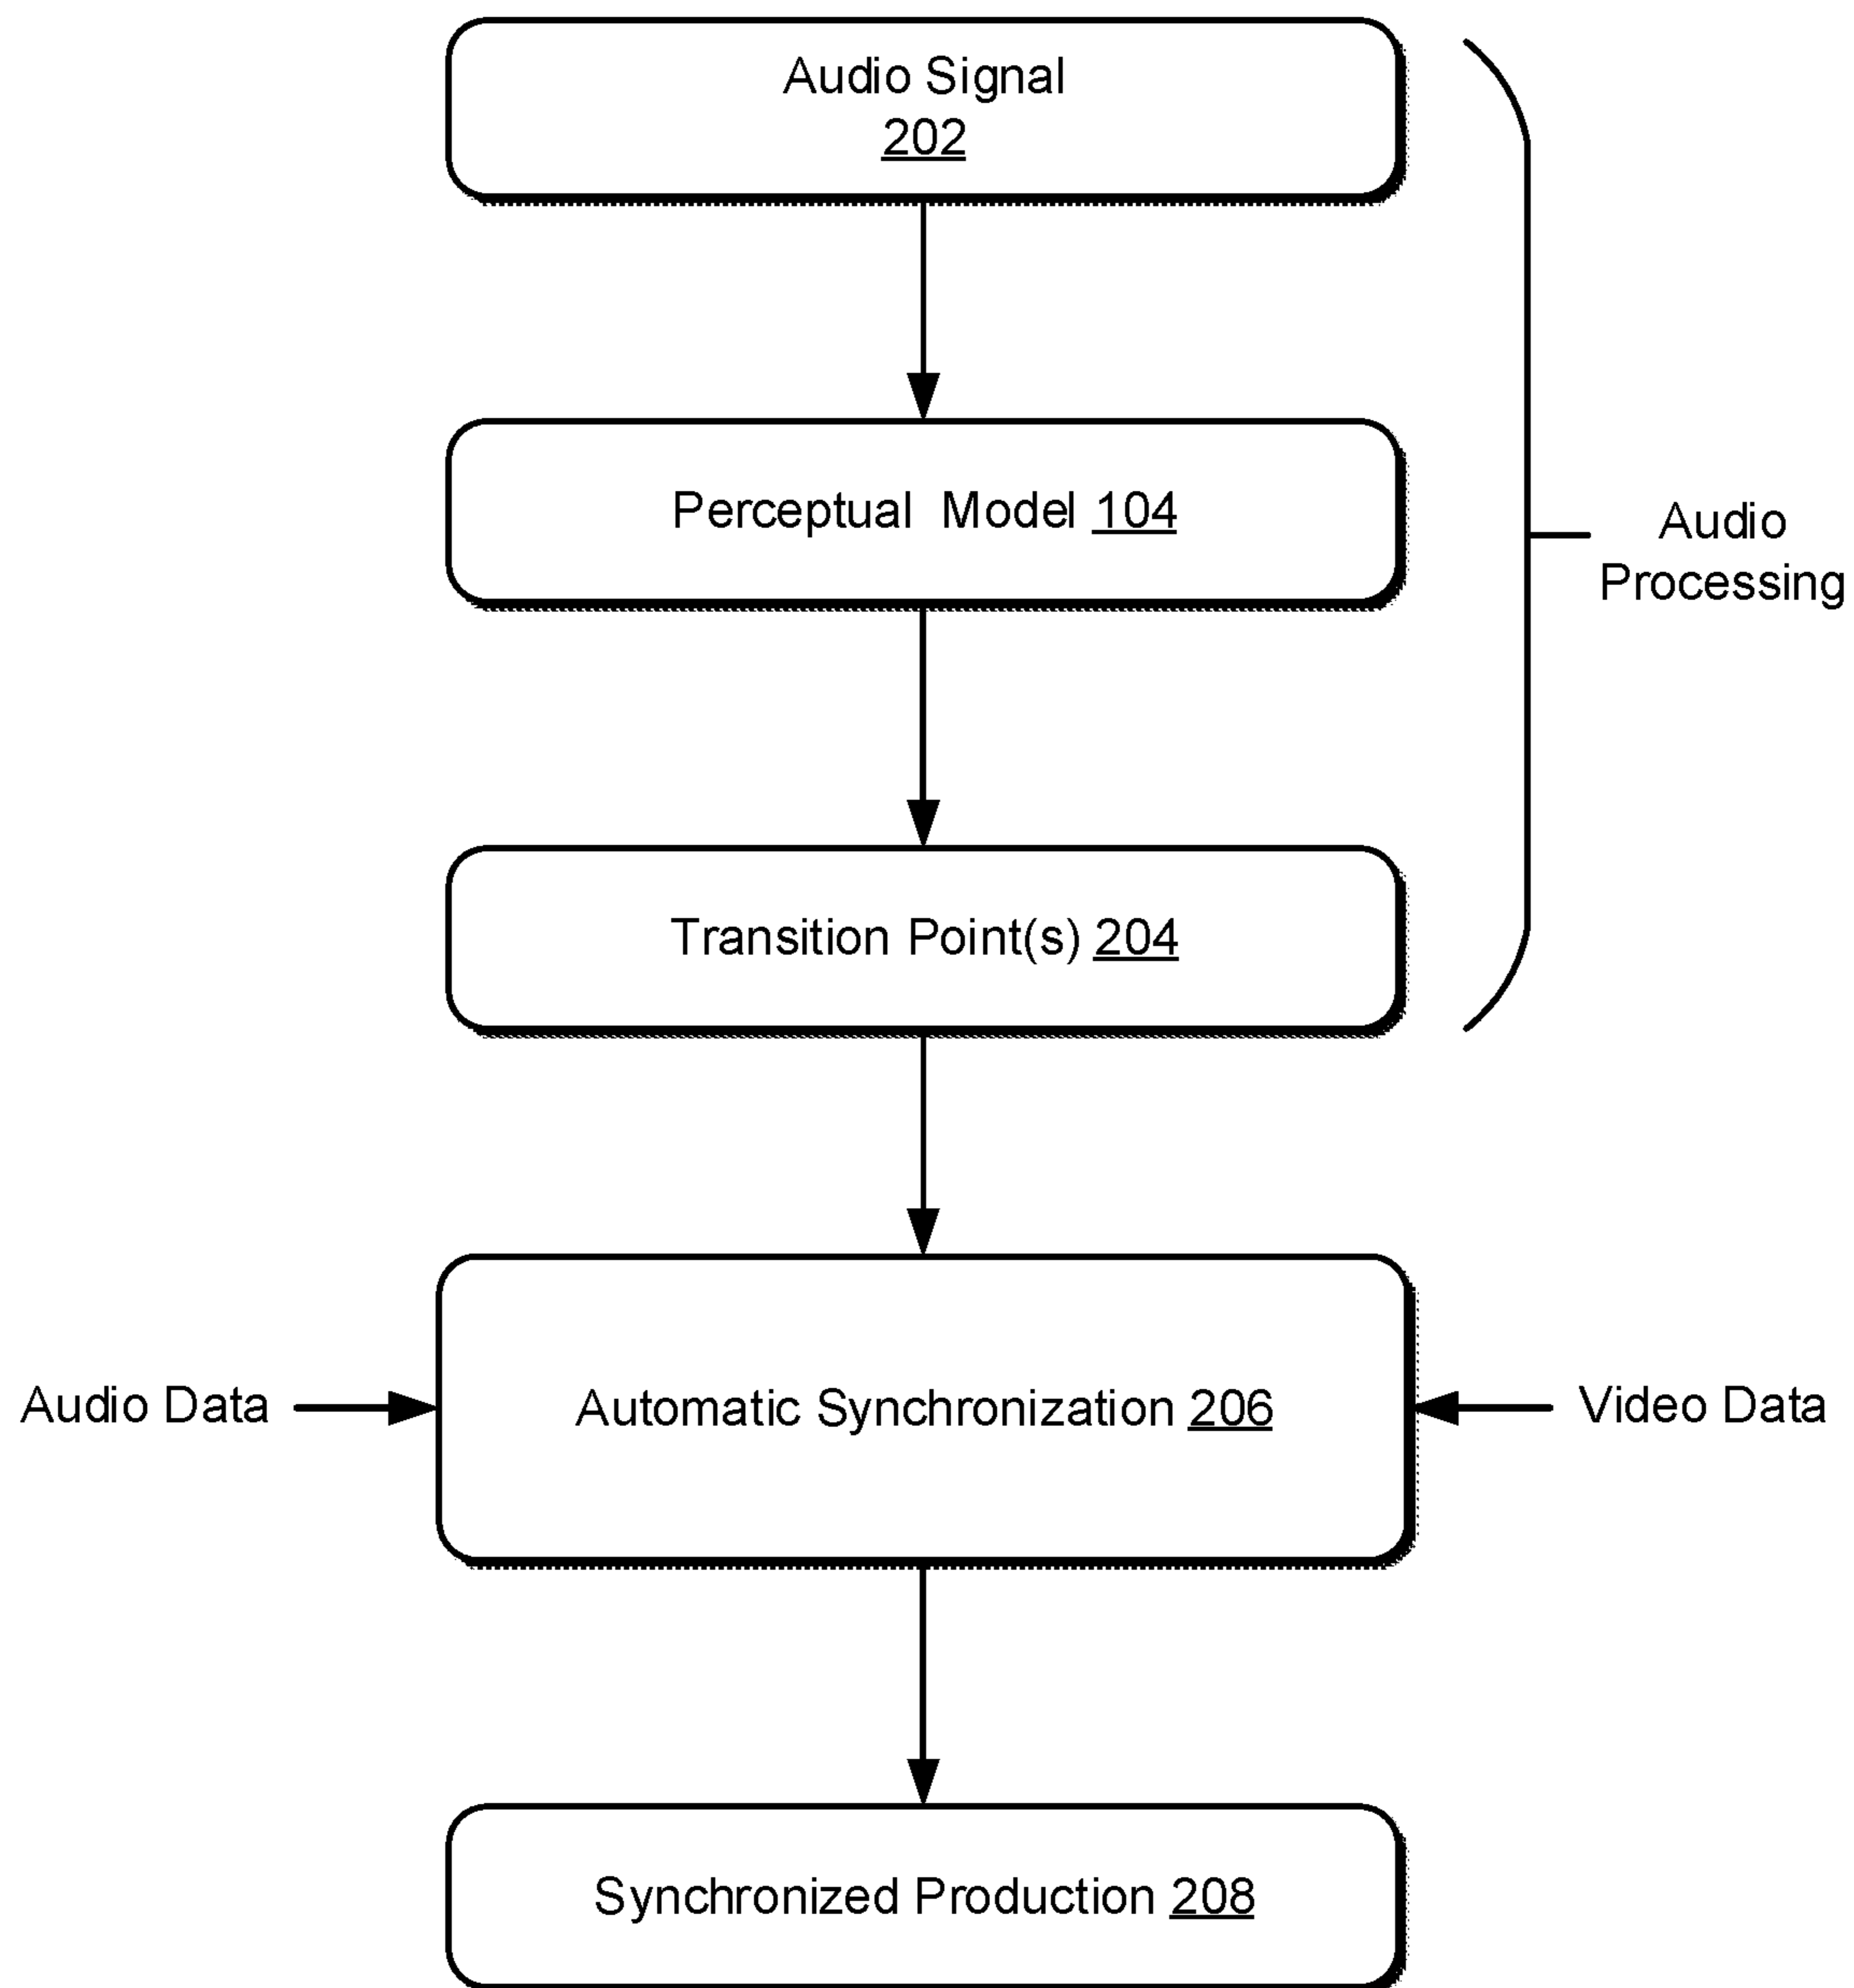 Audio Signal
202
Perceptual Model 104
Audio
Processing
Transition Point(s) 204
Audio Data
Automatic Synchronization 206
Video Data
Synchronized Production 208